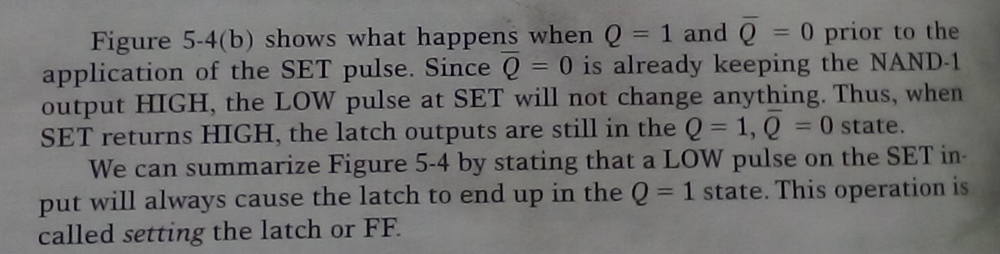 Figure 5-4(b) shows what happens when Q = 1 and Q̅ = 0 prior to the
application of the SET pulse. Since Q̅ = 0 is already keeping the NAND-1
output HIGH, the LOW pulse at SET will not change anything. Thus, when
SET returns HIGH, the latch outputs are still in the Q = 1, Q̅ = 0 state.
We can summarize Figure 5-4 by stating that a LOW pulse on the SET in-
put will always cause the latch to end up in the Q = 1 state. This operation is
called setting the latch or FF.